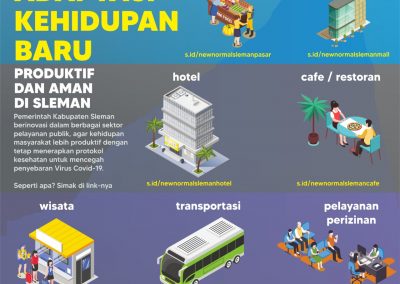 KEHIDUPAN
BARU
PRODUKTIF
DAN AMAN
DI SLEMAN
Pemerintah Kabupaten Sleman
berinovasi dalam berbagai sektor
pelayanan publik, agar kehidupan
masyarakat lebih produktif dengan
tetap menerapkan protokol
kesehatan untuk mencegah
penyebaran Virus Covid-19.
Seperti apa? Simak di link-nya
s.id/newnormalslemanpasar
s.id/newnormalslemanmall
hotel
s.id/newnormalslemanhotel
cafe / restoran
s.id/newnormalslemancafe
wisata
transportasi
pelayanan
perizinan